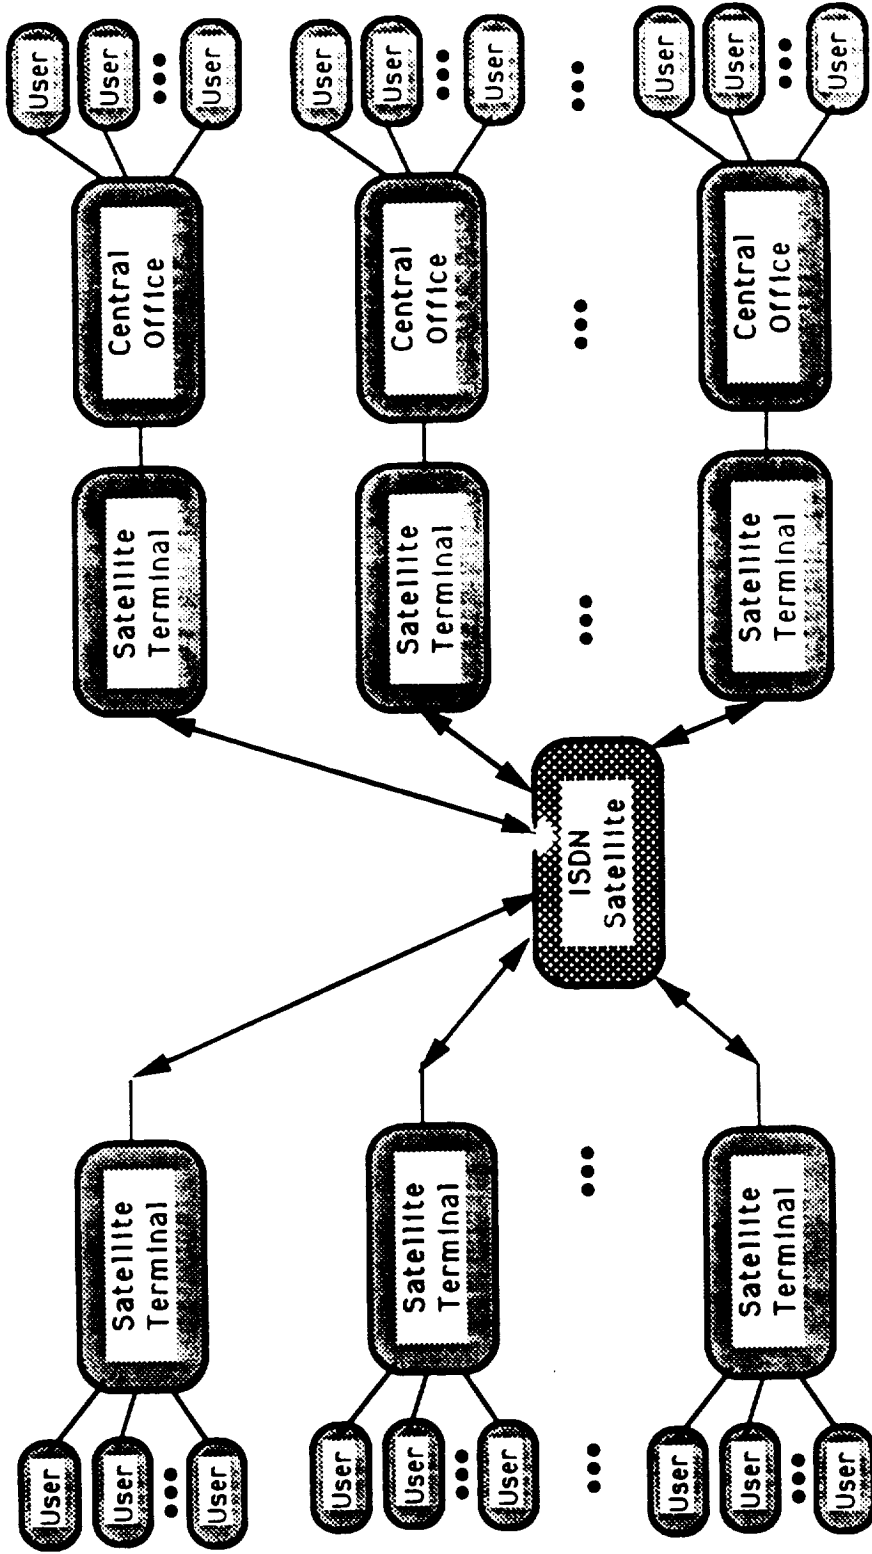 User
User
User
Satellite
Terminal
Satellite
Terminal
Central
Office
User
User
User
User
User
User
Satellite
Terminal
Satellite
Terminal
Central
Office
User
User
User
ISDN
Satellite
User
User
User
Satellite
Terminal
Satellite
Terminal
Central
Office
User
User
User